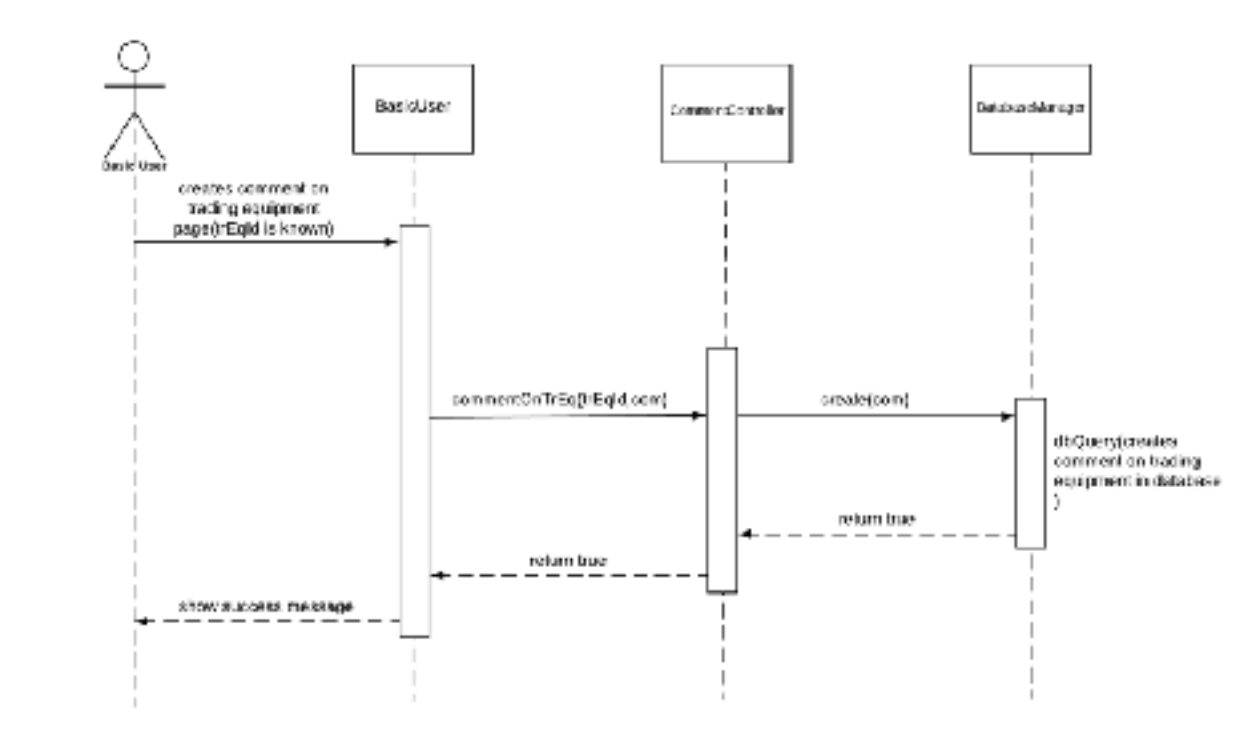 BasicUser
CommentController
DatabaseManager
Basic User
creates comment on
trading equipment
page(trEqId is known)
commentOnTrEq(trEqId,com)
create(com)
dbQuery(creates
comment on trading
equipment in database
)
return true
return true
show success message